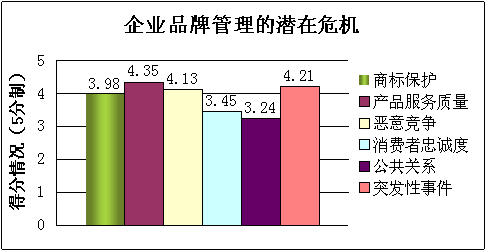 企业品牌管理的潜在危机
得分情况（5分制）
5
4
3
2
1
0
3.98
4.35
4.13
3.45
3.24
4.21
商标保护
产品服务质量
恶意竞争
消费者忠诚度
公共关系
突发性事件